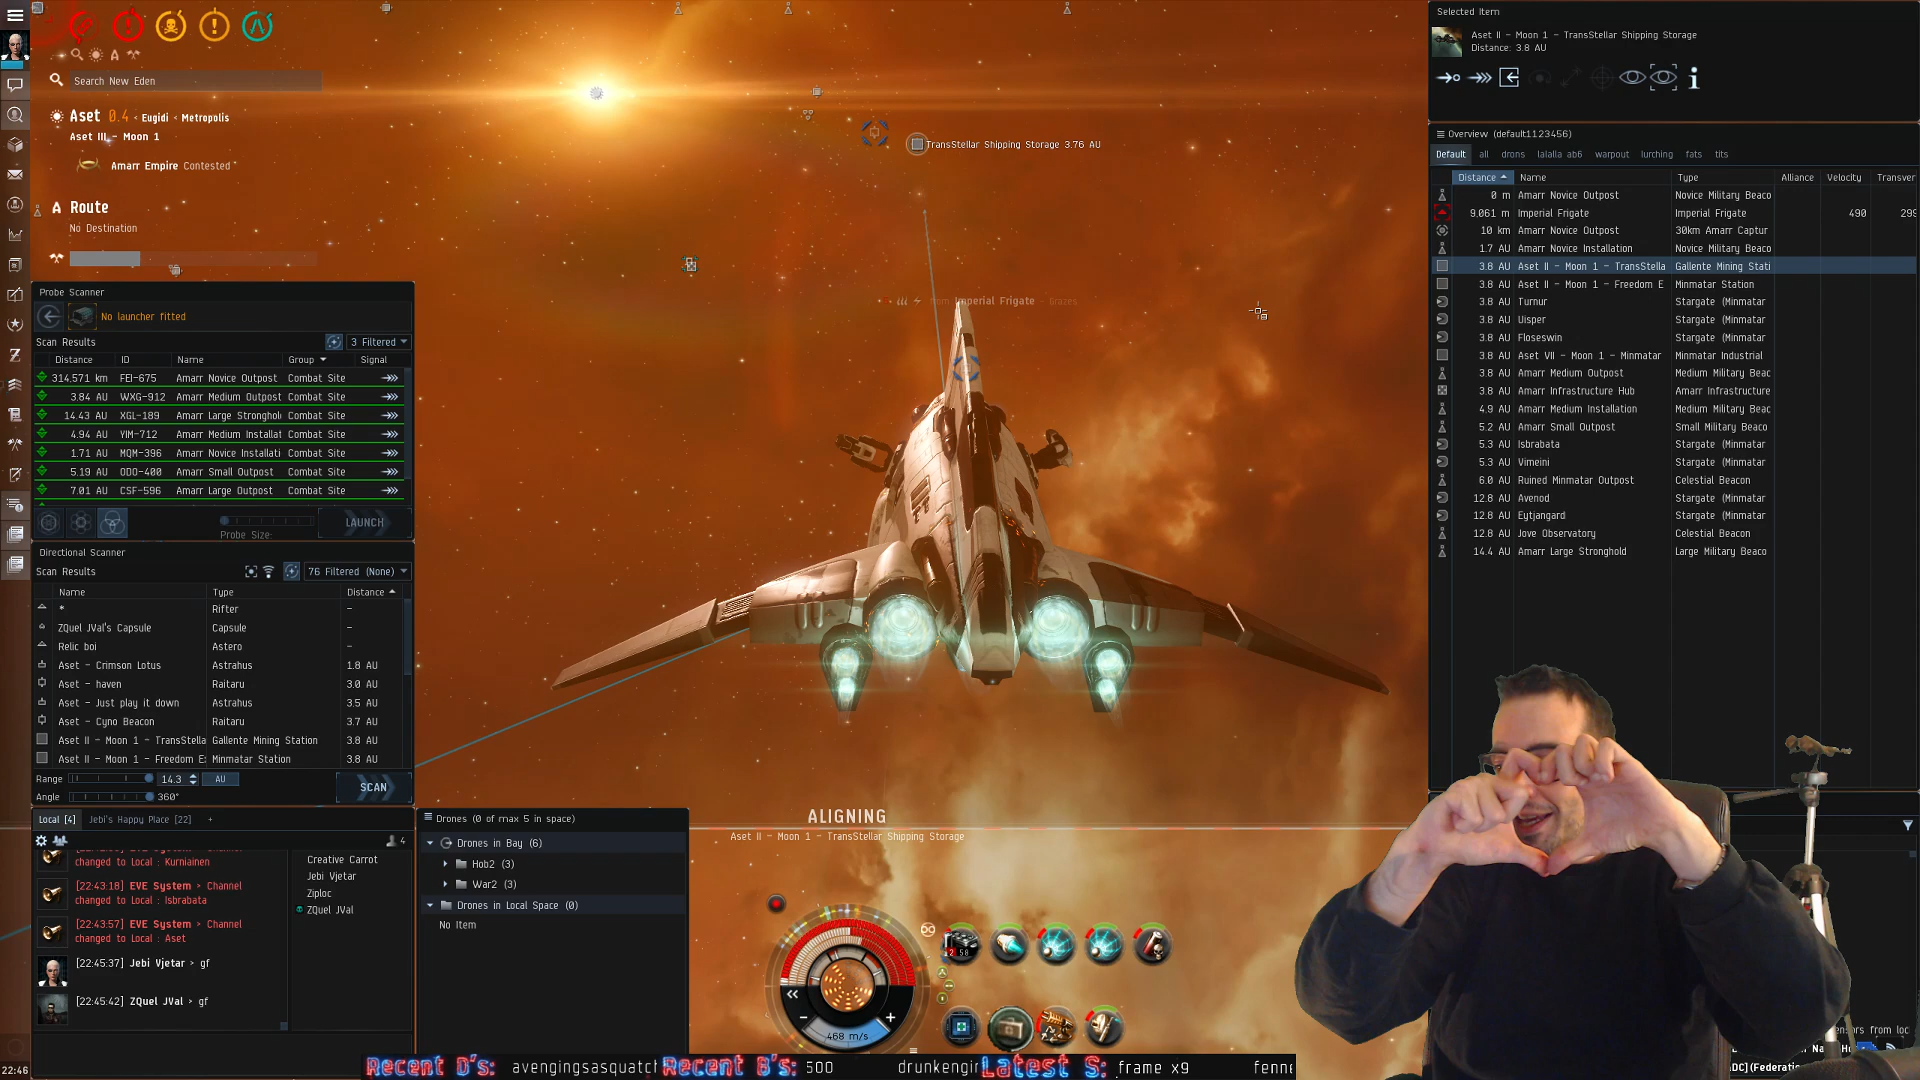 Search New Eden
Aset 0.4 ‹ Eugidi ‹ Metropolis
Aset III - Moon 1
Amarr Empire Contested
Route
No Destination
Probe Scanner
No launcher fitted
Scan Results
3 Filtered
Distance ID Name Group Signal
314,571 km FEI-675 Amarr Novice Outpost Combat Site
3.84 AU WXG-912 Amarr Medium Outpost Combat Site
14.43 AU XGL-189 Amarr Large Stronghol Combat Site
4.94 AU YIM-712 Amarr Medium Installat Combat Site
1.71 AU MQM-396 Amarr Novice Installati Combat Site
5.19 AU ODO-400 Amarr Small Outpost Combat Site
7.01 AU CSF-596 Amarr Large Outpost Combat Site
Probe Size:
LAUNCH
Directional Scanner
Scan Results
76 Filtered (None)
Name Type Distance
* Rifter -
ZQuel JVal's Capsule Capsule -
Relic boi Astero -
Aset - Crimson Lotus Astrahus 1.8 AU
Aset - haven Raitaru 3.0 AU
Aset - Just play it down Astrahus 3.5 AU
Aset - Cyno Beacon Raitaru 3.7 AU
Aset II - Moon 1 - TransStella Gallente Mining Station 3.8 AU
Aset II - Moon 1 - Freedom E Minmatar Station 3.8 AU
Range 14.3 AU
Angle 360°
SCAN
Local [4] Jebi's Happy Place [22] +
4
changed to Local : Kurniainen
[22:43:18] EVE System > Channel
changed to Local : Isbrabata
[22:43:57] EVE System > Channel
changed to Local : Aset
[22:45:37] Jebi Vjetar > gf
[22:45:42] ZQuel JVal > gf
Creative Carrot
Jebi Vjetar
Ziploc
ZQuel JVal
22:46
TransStellar Shipping Storage 3.76 AU
from Imperial Frigate - Grazes
Drones (0 of max 5 in space)
Drones in Bay (6)
Hob2 (3)
War2 (3)
Drones in Local Space (0)
No Item
ALIGNING
Aset II - Moon 1 - TransStellar Shipping Storage
468 m/s
Recent D's: avengingsasquatch Recent B's: 500 drunkengin Latest S: frame x9 fenne
Selected Item
Aset II - Moon 1 - TransStellar Shipping Storage
Distance: 3.8 AU
Overview (default1123456)
Default all drons lalalla ab6 warpout lurching fats tits
Distance Name Type Alliance Velocity Transver
0 m Amarr Novice Outpost Novice Military Beaco
9,061 m Imperial Frigate Imperial Frigate 490 299
10 km Amarr Novice Outpost 30km Amarr Captur
1.7 AU Amarr Novice Installation Novice Military Beaco
3.8 AU Aset II - Moon 1 - TransStella Gallente Mining Stati
3.8 AU Aset II - Moon 1 - Freedom E Minmatar Station
3.8 AU Turnur Stargate (Minmatar
3.8 AU Uisper Stargate (Minmatar
3.8 AU Floseswin Stargate (Minmatar
3.8 AU Aset VII - Moon 1 - Minmatar Minmatar Industrial
3.8 AU Amarr Medium Outpost Medium Military Beac
3.8 AU Amarr Infrastructure Hub Amarr Infrastructure
4.9 AU Amarr Medium Installation Medium Military Beac
5.2 AU Amarr Small Outpost Small Military Beaco
5.3 AU Isbrabata Stargate (Minmatar
5.3 AU Vimeini Stargate (Minmatar
6.0 AU Ruined Minmatar Outpost Celestial Beacon
12.8 AU Avenod Stargate (Minmatar
12.8 AU Eytjangard Stargate (Minmatar
12.8 AU Jove Observatory Celestial Beacon
14.4 AU Amarr Large Stronghold Large Military Beaco